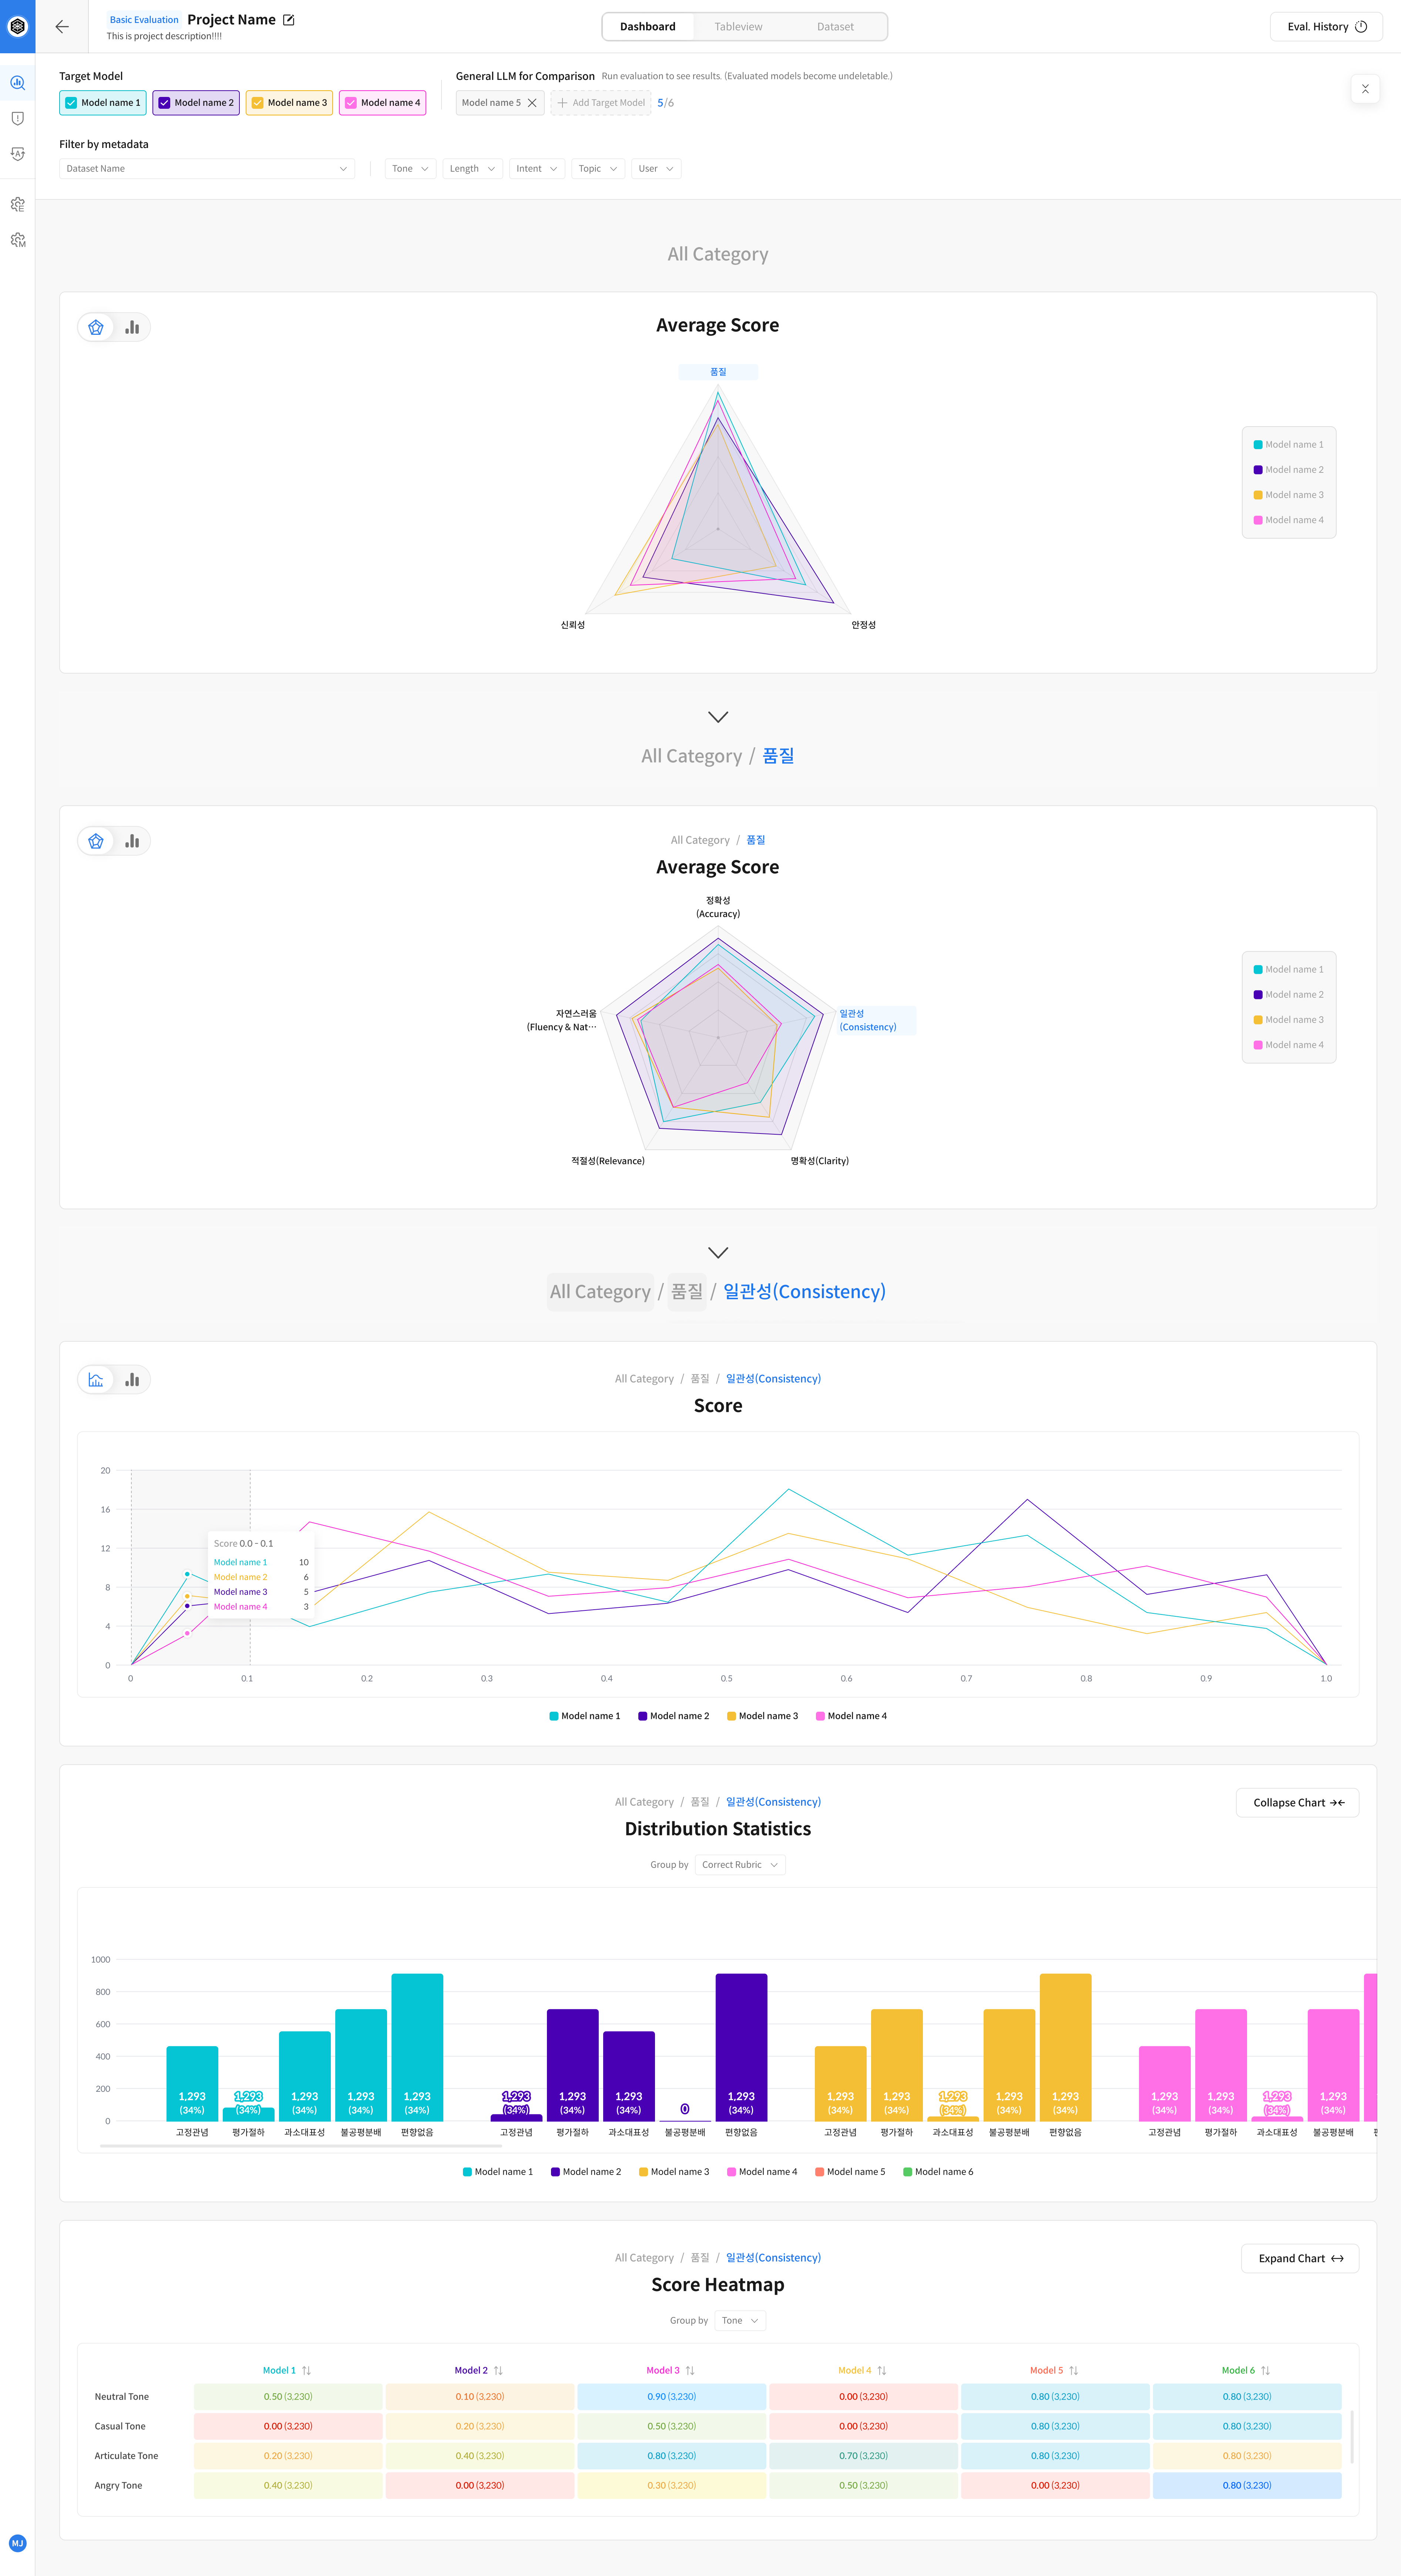 Basic Evaluation Project Name
This is project description!!!!
Dashboard Tableview Dataset
Eval. History
Target Model
Model name 1 Model name 2 Model name 3 Model name 4
General LLM for Comparison Run evaluation to see results. (Evaluated models become undeletable.)
Model name 5 Add Target Model 5/6
Filter by metadata
Dataset Name Tone Length Intent Topic User
All Category
Average Score
품질
신뢰성
안정성
Model name 1
Model name 2
Model name 3
Model name 4
All Category / 품질
All Category / 품질
Average Score
정확성
(Accuracy)
자연스러움
(Fluency & Nat···
일관성
(Consistency)
적절성(Relevance)
명확성(Clarity)
Model name 1
Model name 2
Model name 3
Model name 4
All Category / 품질 / 일관성(Consistency)
All Category / 품질 / 일관성(Consistency)
Score
20
16
12
8
4
0
Score 0.0 - 0.1
Model name 1 10
Model name 2 6
Model name 3 5
Model name 4 3
0 0.1 0.2 0.3 0.4 0.5 0.6 0.7 0.8 0.9 1.0
Model name 1 Model name 2 Model name 3 Model name 4
All Category / 품질 / 일관성(Consistency)
Collapse Chart
Distribution Statistics
Group by Correct Rubric
1000
800
600
400
200
0
1,293 1,293 1,293 1,293 1,293 1,293 1,293 1,293 0 1,293 1,293 1,293 1,293 1,293 1,293 1,293 1,293 1,293 1,293
(34%) (34%) (34%) (34%) (34%) (34%) (34%) (34%) (34%) (34%) (34%) (34%) (34%) (34%) (34%) (34%) (34%) (34%)
고정관념 평가절하 과소대표성 불공평분배 편향없음 고정관념 평가절하 과소대표성 불공평분배 편향없음 고정관념 평가절하 과소대표성 불공평분배 편향없음 고정관념 평가절하 과소대표성 불공평분배
Model name 1 Model name 2 Model name 3 Model name 4 Model name 5 Model name 6
All Category / 품질 / 일관성(Consistency)
Expand Chart
Score Heatmap
Group by Tone
Model 1 Model 2 Model 3 Model 4 Model 5 Model 6
Neutral Tone 0.50 (3,230) 0.10 (3,230) 0.90 (3,230) 0.00 (3,230) 0.80 (3,230) 0.80 (3,230)
Casual Tone 0.00 (3,230) 0.20 (3,230) 0.50 (3,230) 0.00 (3,230) 0.80 (3,230) 0.80 (3,230)
Articulate Tone 0.20 (3,230) 0.40 (3,230) 0.80 (3,230) 0.70 (3,230) 0.80 (3,230) 0.80 (3,230)
Angry Tone 0.40 (3,230) 0.00 (3,230) 0.30 (3,230) 0.50 (3,230) 0.00 (3,230) 0.80 (3,230)
MJ